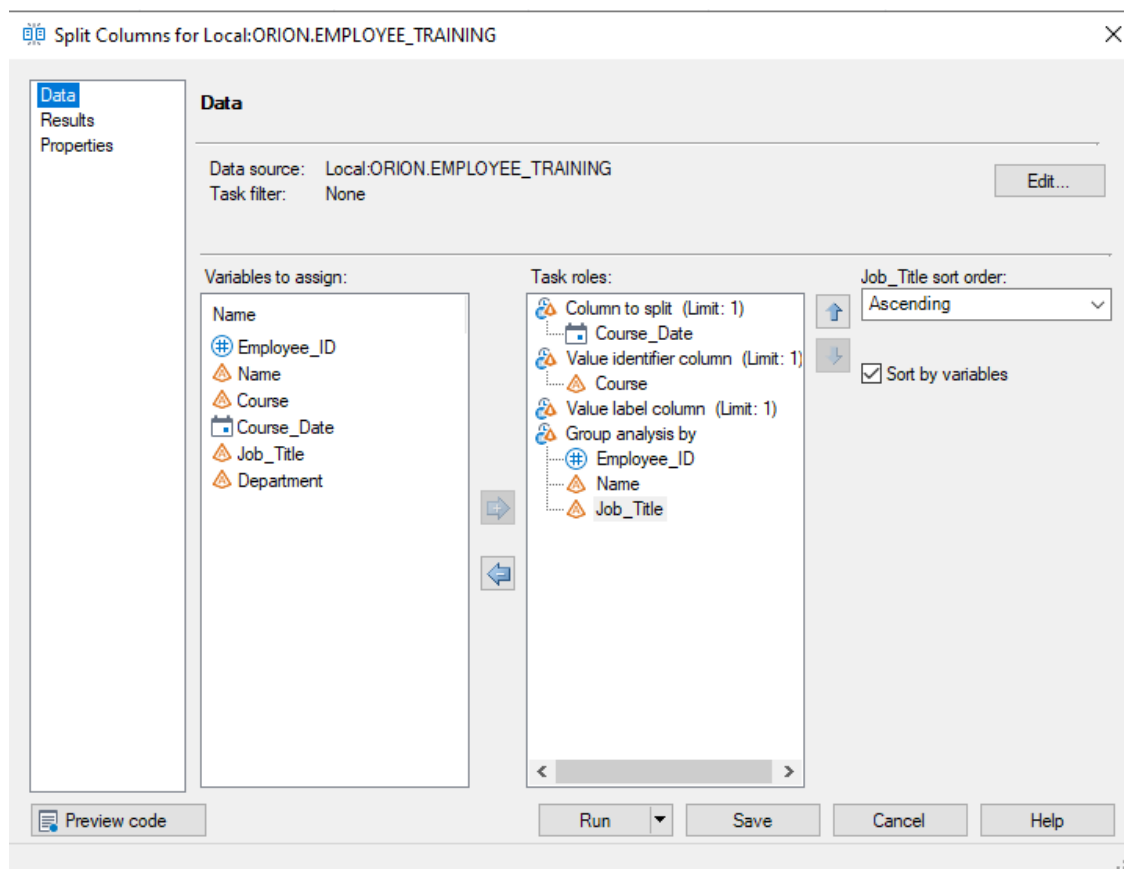 Split Columns for Local:ORION.EMPLOYEE_TRAINING
Data
Results
Properties
Data
Data source: Local:ORION.EMPLOYEE_TRAINING
Task filter: None
Edit...
Variables to assign:
Name
Employee_ID
Name
Course
Course_Date
Job_Title
Department
Task roles:
Column to split (Limit: 1)
Course_Date
Value identifier column (Limit: 1)
Course
Value label column (Limit: 1)
Group analysis by
Employee_ID
Name
Job_Title
Job_Title sort order:
Ascending
Sort by variables
Preview code
Run
Save
Cancel
Help